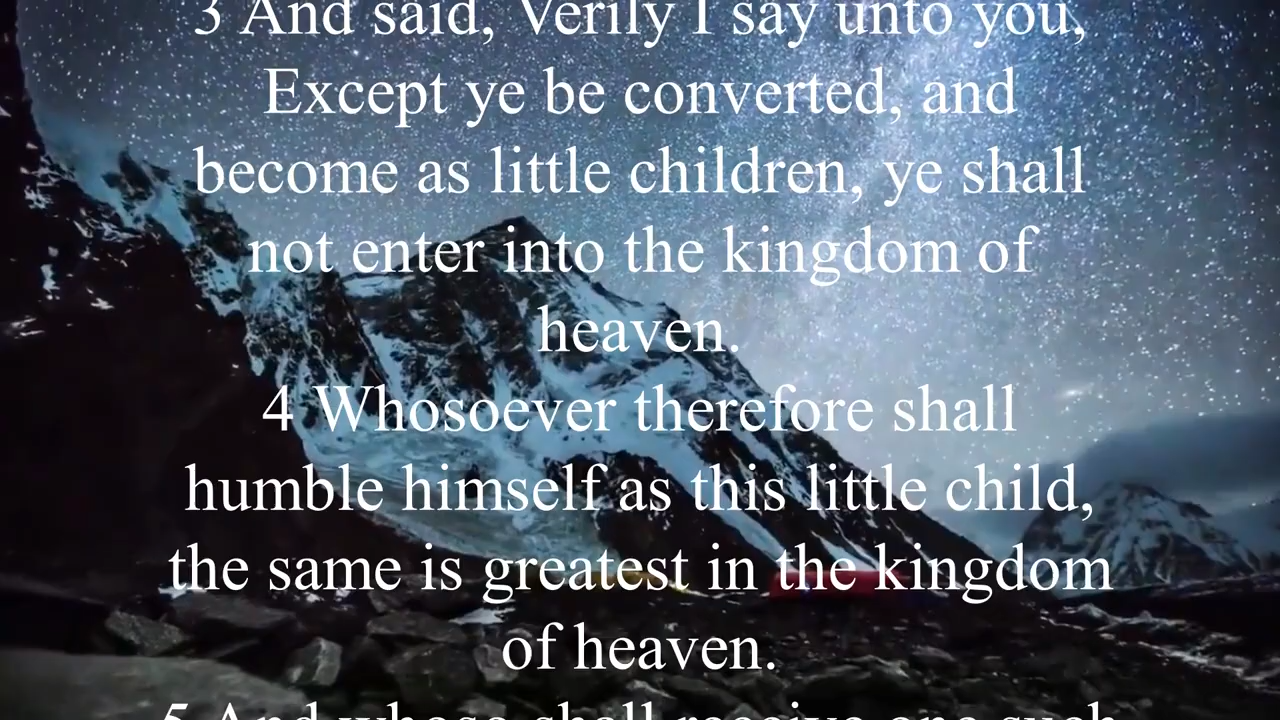 3 And said, Verily I say unto you,
Except ye be converted, and
become as little children, ye shall
not enter into the kingdom of
heaven.
4 Whosoever therefore shall
humble himself as this little child,
the same is greatest in the kingdom
of heaven.
5 And whoso shall receive one such